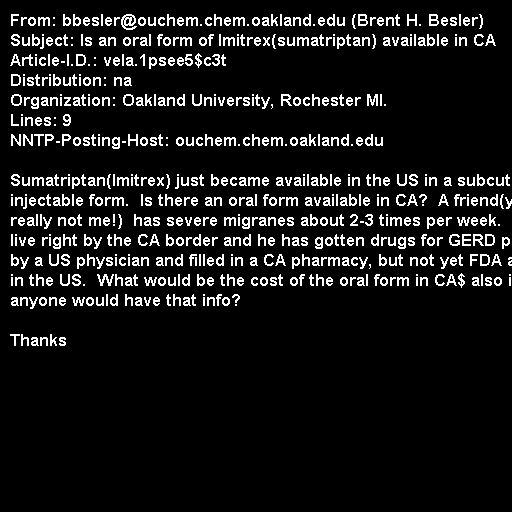 From: bbesler@ouchem.chem.oakland.edu (Brent H. Besler)
Subject: Is an oral form of Imitrex(sumatriptan) available in CA
Article-I.D.: vela.1psee5$c3t
Distribution: na
Organization: Oakland University, Rochester MI.
Lines: 9
NNTP-Posting-Host: ouchem.chem.oakland.edu

Sumatriptan(Imitrex) just became available in the US in a subcut
injectable form.  Is there an oral form available in CA?  A friend(y
really not me!)  has severe migranes about 2-3 times per week.
live right by the CA border and he has gotten drugs for GERD p
by a US physician and filled in a CA pharmacy, but not yet FDA a
in the US.  What would be the cost of the oral form in CA$ also i
anyone would have that info?

Thanks